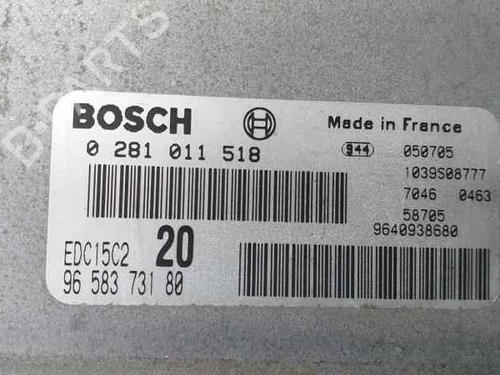 BOSCH
Made in France
0 281 011 518
944 050705
1039S08777
7046 0463
58705
9640938680
EDC15C2 20
96 583 731 80
B-PARTS